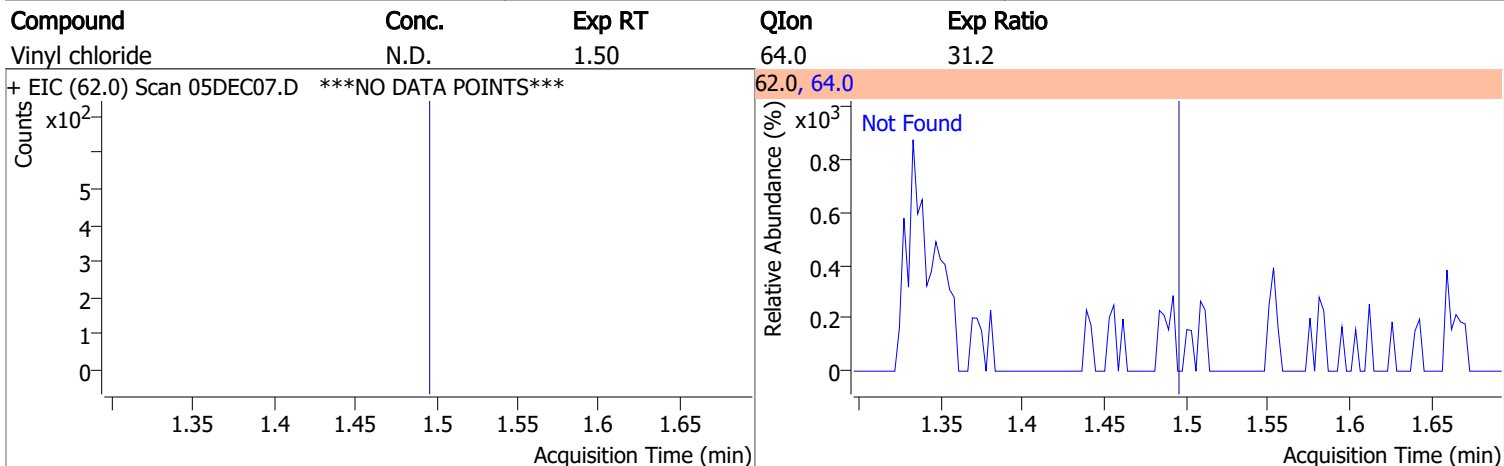 Compound Conc. Exp RT QIon Exp Ratio
Vinyl chloride N.D. 1.50 64.0 31.2
+ EIC (62.0) Scan 05DEC07.D ***NO DATA POINTS***
Counts
x10²
5
4
3
2
1
0
1.35 1.4 1.45 1.5 1.55 1.6 1.65
Acquisition Time (min)
62.0, 64.0
Relative Abundance (%)
x10³
Not Found
0.8
0.6
0.4
0.2
0
1.35 1.4 1.45 1.5 1.55 1.6 1.65
Acquisition Time (min)